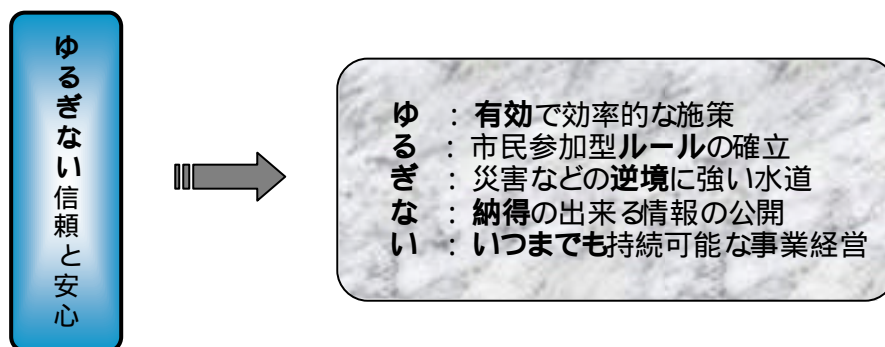 ゆるぎない信頼と安心
ゆ：有効で効率的な施策
る：市民参加型ルールの確立
ぎ：災害などの逆境に強い水道
な：納得の出来る情報の公開
い：いつまでも持続可能な事業経営